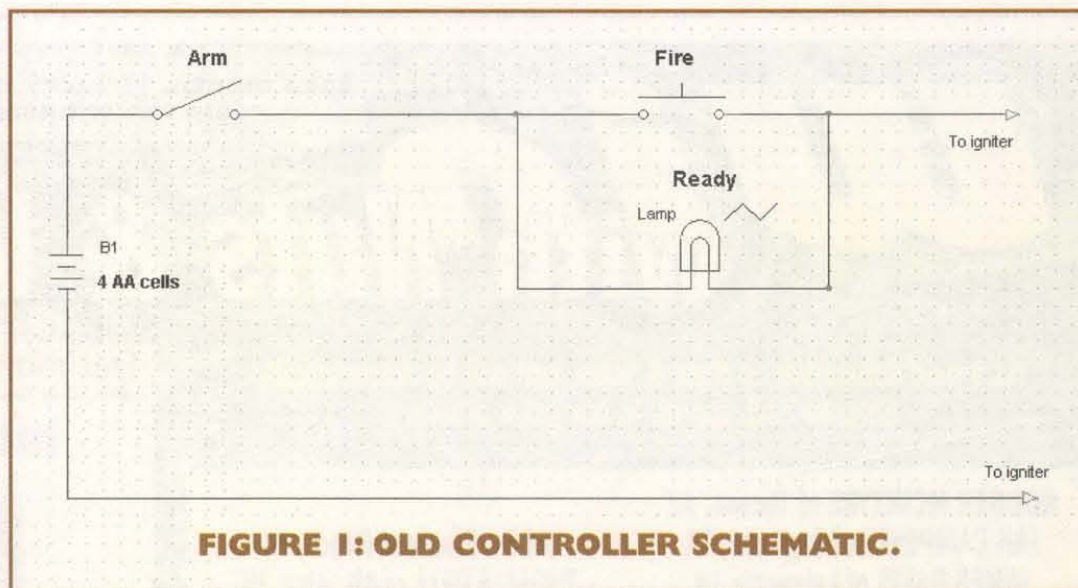 Arm
Fire
To igniter
Ready
Lamp
B1
4 AA cells
To igniter
FIGURE 1: OLD CONTROLLER SCHEMATIC.